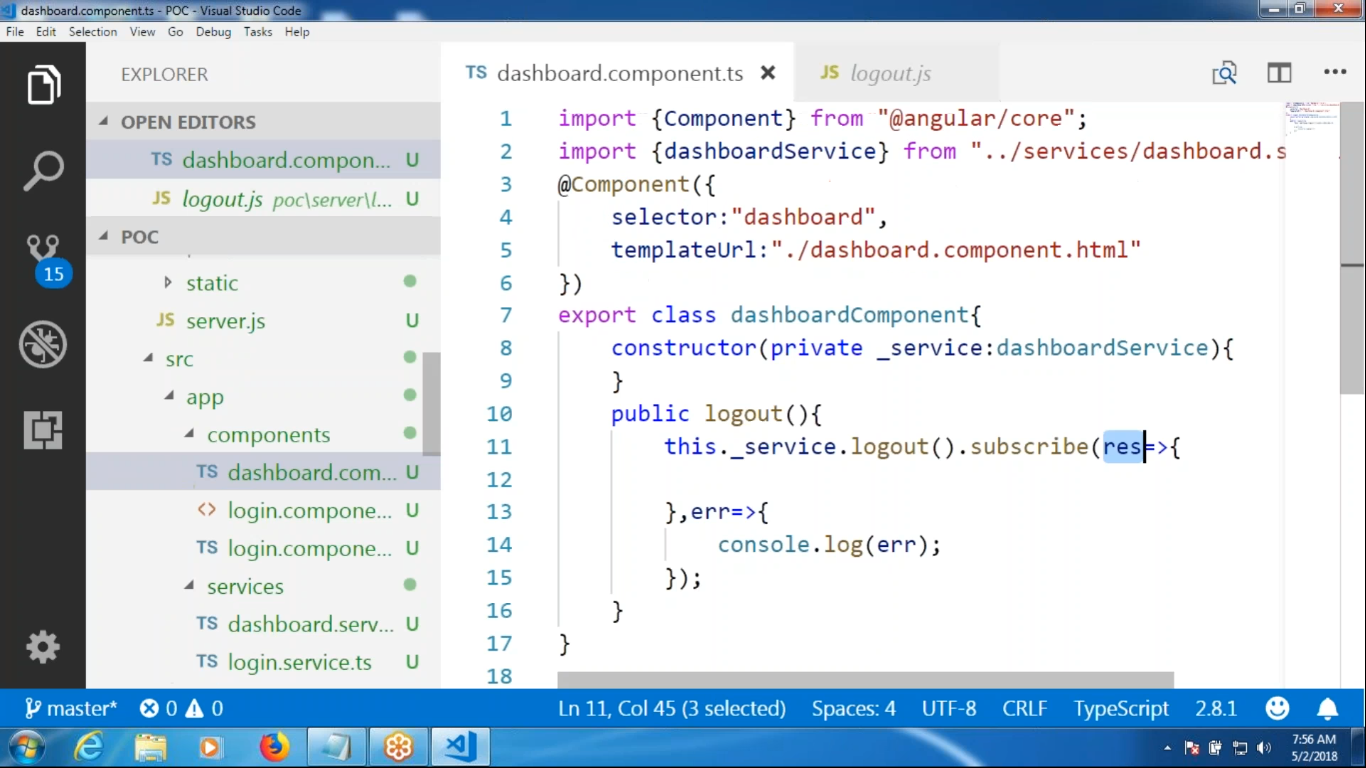 dashboard.component.ts - POC - Visual Studio Code
File Edit Selection View Go Debug Tasks Help
EXPLORER
OPEN EDITORS
TS dashboard.compon... U
JS logout.js poc\server\l... U
POC
static
JS server.js U
src
app
components
TS dashboard.com... U
<> login.compone... U
TS login.compone... U
services
TS dashboard.serv... U
TS login.service.ts U
15
TS dashboard.component.ts
JS logout.js
1 import {Component} from "@angular/core";
2 import {dashboardService} from "../services/dashboard.s
3 @Component({
4 selector:"dashboard",
5 templateUrl:"./dashboard.component.html"
6 })
7 export class dashboardComponent{
8 constructor(private _service:dashboardService){
9 }
10 public logout(){
11 this._service.logout().subscribe(res=>{
12
13 },err=>{
14 console.log(err);
15 });
16 }
17 }
18
master* 0 0 Ln 11, Col 45 (3 selected) Spaces: 4 UTF-8 CRLF TypeScript 2.8.1
7:56 AM
5/2/2018